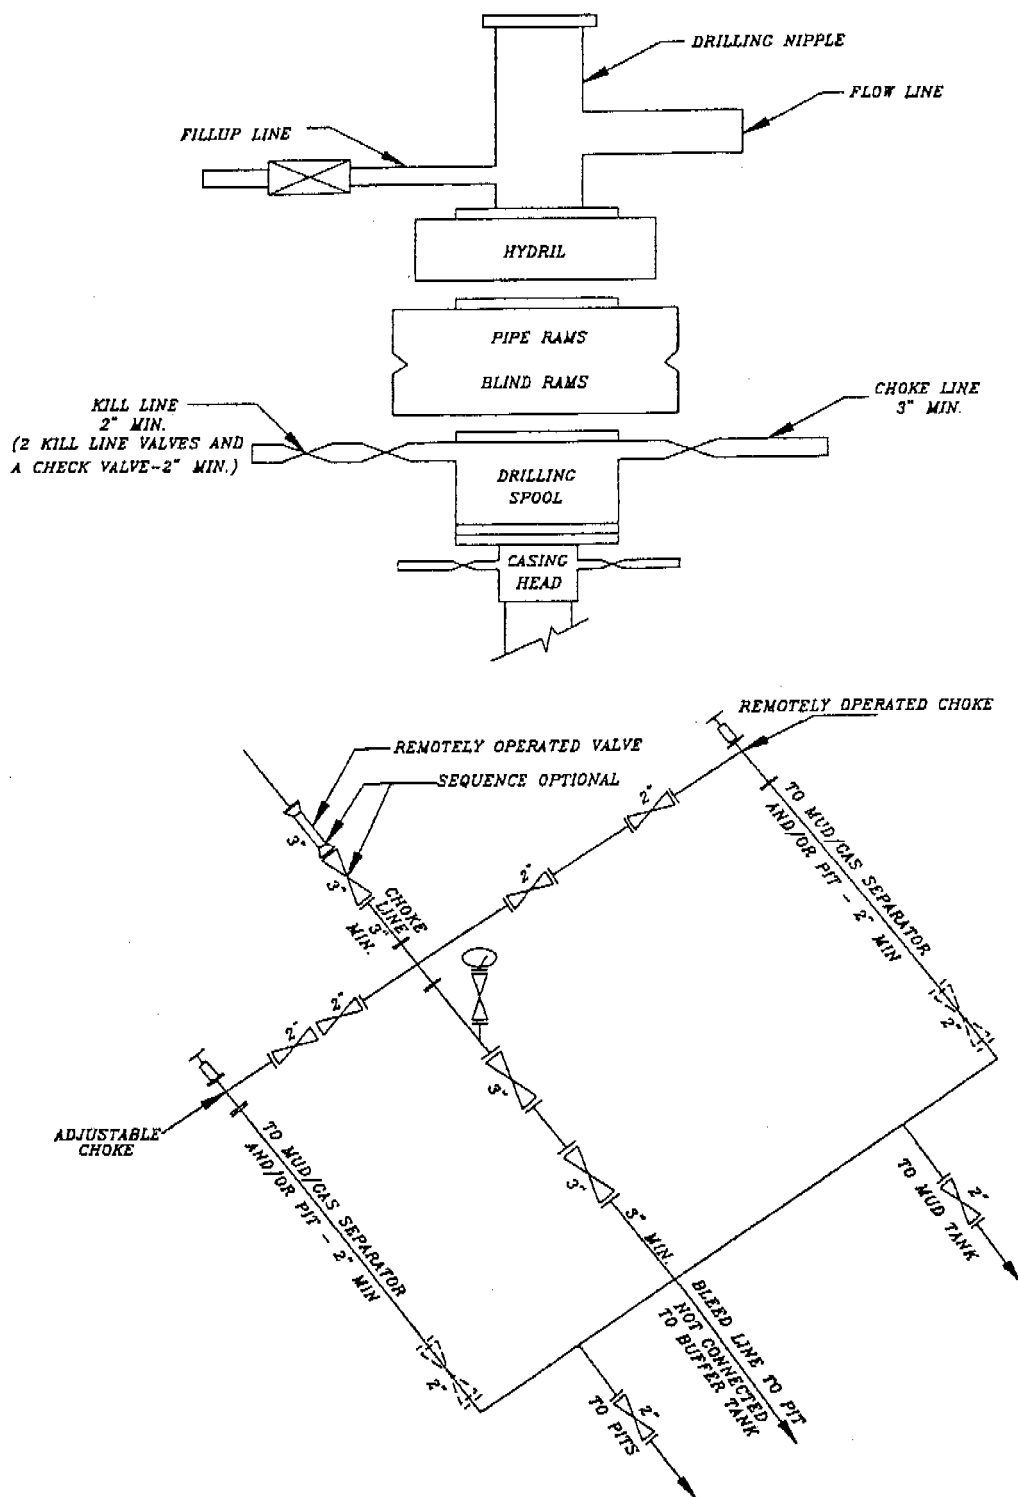 DRILLING NIPPLE
FLOW LINE
FILLUP LINE
HYDRIL
PIPE RAMS
BLIND RAMS
KILL LINE
2" MIN.
(2 KILL LINE VALVES AND
A CHECK VALVE-2" MIN.)
CHOKE LINE
3" MIN.
DRILLING
SPOOL
CASING
HEAD
REMOTELY OPERATED CHOKE
REMOTELY OPERATED VALVE
SEQUENCE OPTIONAL
3"
3"
CHOKE
LINE
3"
MIN.
2"
2"
TO MUD/GAS SEPARATOR
AND/OR PIT - 2" MIN
2"
2"
2"
ADJUSTABLE
CHOKE
TO MUD/GAS SEPARATOR
AND/OR PIT - 2" MIN
2"
3"
3"
3" MIN.
BLEED LINE TO PIT
NOT CONNECTED
TO BUFFER TANK
2"
TO MUD TANK
2"
TO PITS